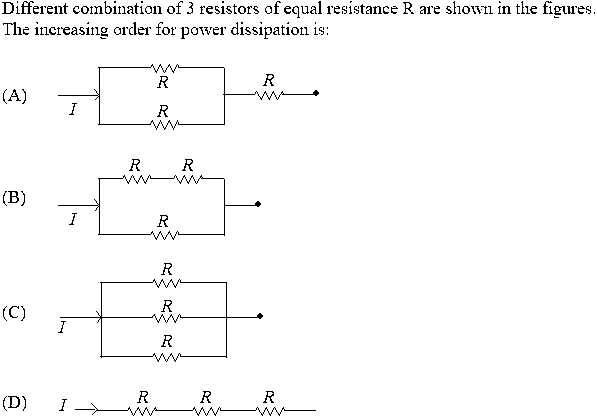 Different combination of 3 resistors of equal resistance R are shown in the figures.
The increasing order for power dissipation is:
(A)
I
R
R
R
(B)
I
R R
R
(C)
I
R
R
R
(D) I R R R